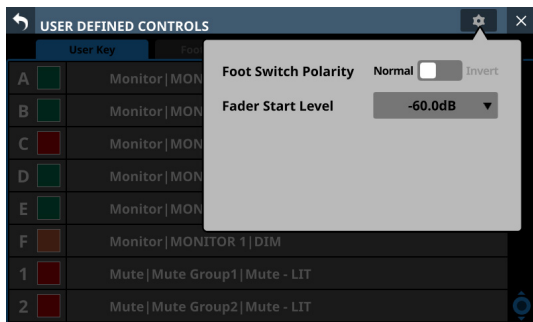 USER DEFINED CONTROLS
User Key Foot
Foot Switch Polarity Normal Invert
Fader Start Level -60.0dB
A Monitor|MON
B Monitor|MON
C Monitor|MON
D Monitor|MON
E Monitor|MON
F Monitor|MONITOR 1|DIM
1 Mute|Mute Group1|Mute - LIT
2 Mute|Mute Group2|Mute - LIT